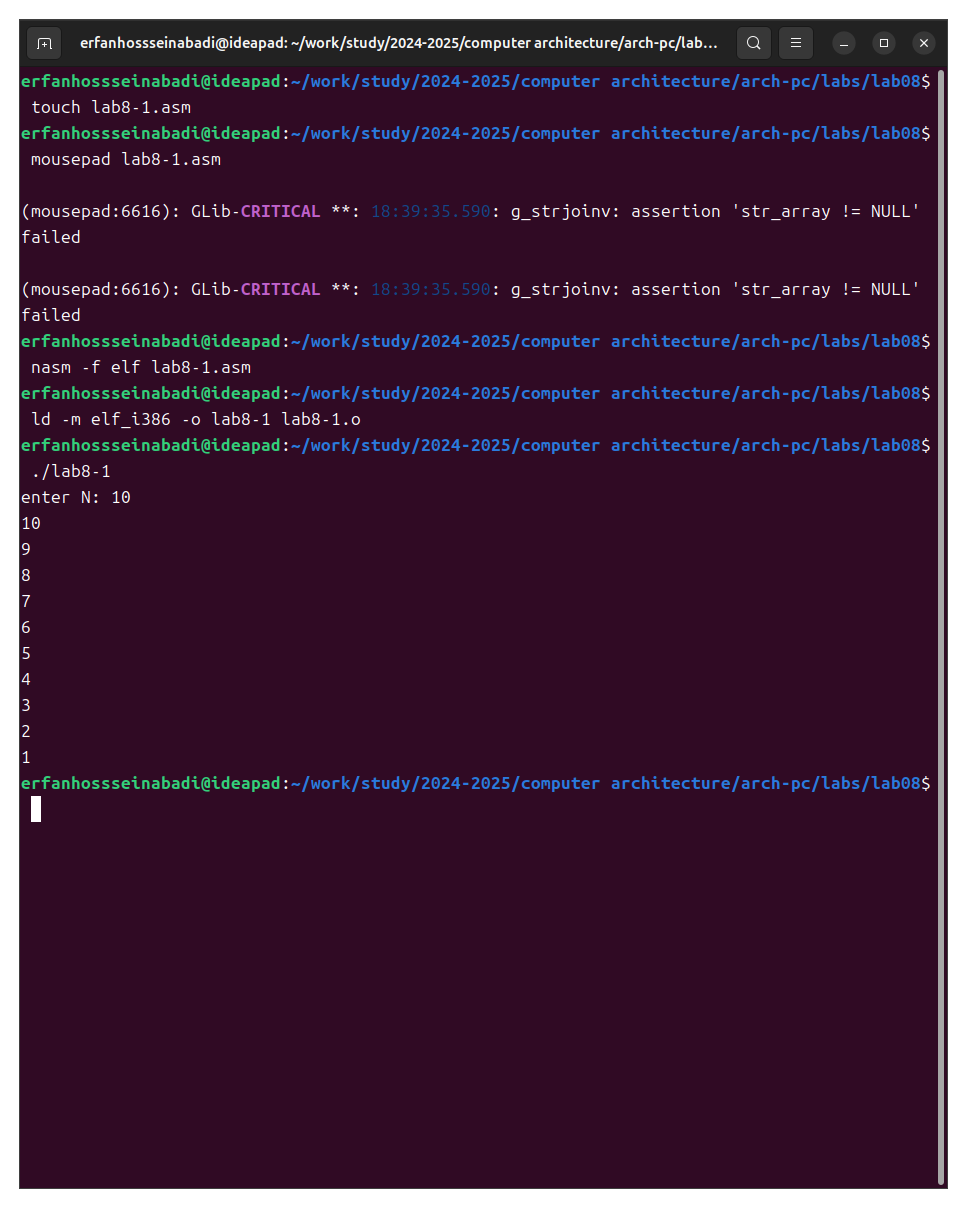 erfanhossseinabadi@ideapad: ~/work/study/2024-2025/computer architecture/arch-pc/lab...
erfanhossseinabadi@ideapad:~/work/study/2024-2025/computer architecture/arch-pc/labs/lab08$
touch lab8-1.asm
erfanhossseinabadi@ideapad:~/work/study/2024-2025/computer architecture/arch-pc/labs/lab08$
mousepad lab8-1.asm
(mousepad:6616): GLib-CRITICAL **: 18:39:35.590: g_strjoinv: assertion 'str_array != NULL'
failed
(mousepad:6616): GLib-CRITICAL **: 18:39:35.590: g_strjoinv: assertion 'str_array != NULL'
failed
erfanhossseinabadi@ideapad:~/work/study/2024-2025/computer architecture/arch-pc/labs/lab08$
nasm -f elf lab8-1.asm
erfanhossseinabadi@ideapad:~/work/study/2024-2025/computer architecture/arch-pc/labs/lab08$
ld -m elf_i386 -o lab8-1 lab8-1.o
erfanhossseinabadi@ideapad:~/work/study/2024-2025/computer architecture/arch-pc/labs/lab08$
./lab8-1
enter N: 10
10
9
8
7
6
5
4
3
2
1
erfanhossseinabadi@ideapad:~/work/study/2024-2025/computer architecture/arch-pc/labs/lab08$